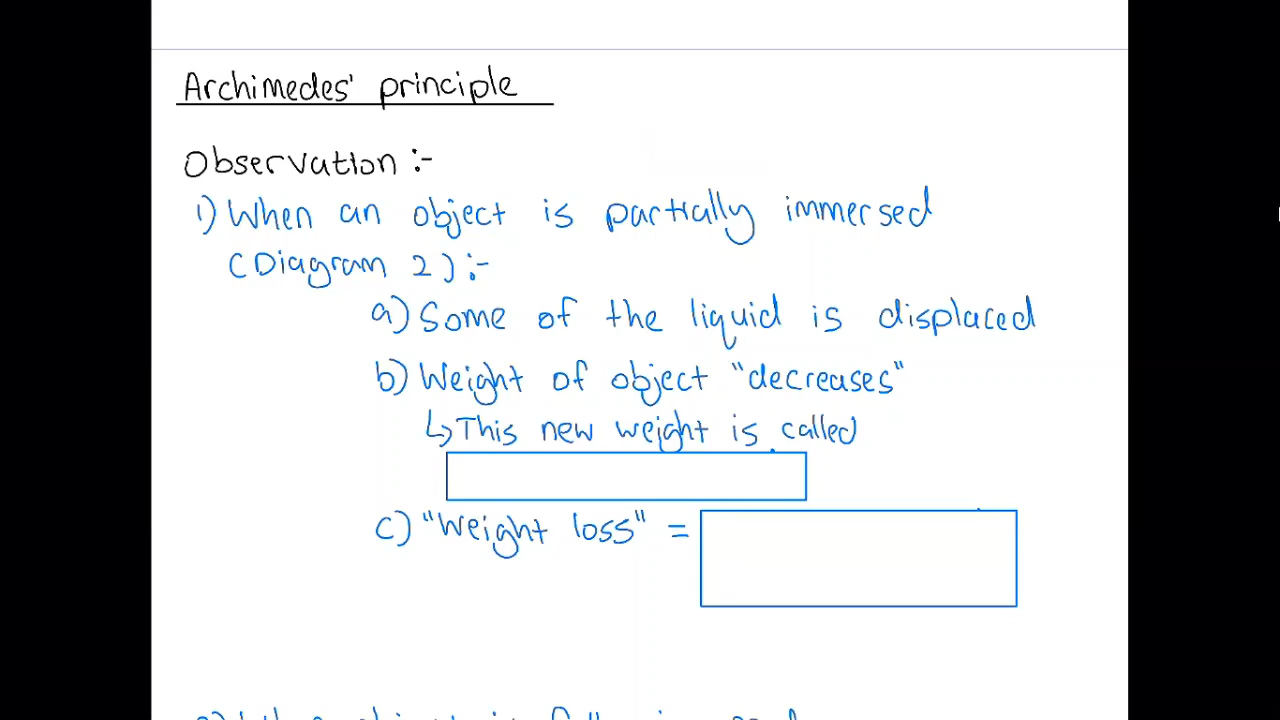 Archimedes' principle
Observation :-
1) When an object is partially immersed
(Diagram 2) :-
a) Some of the liquid is displaced
b) Weight of object "decreases"
↳ This new weight is called
c) "Weight loss" =